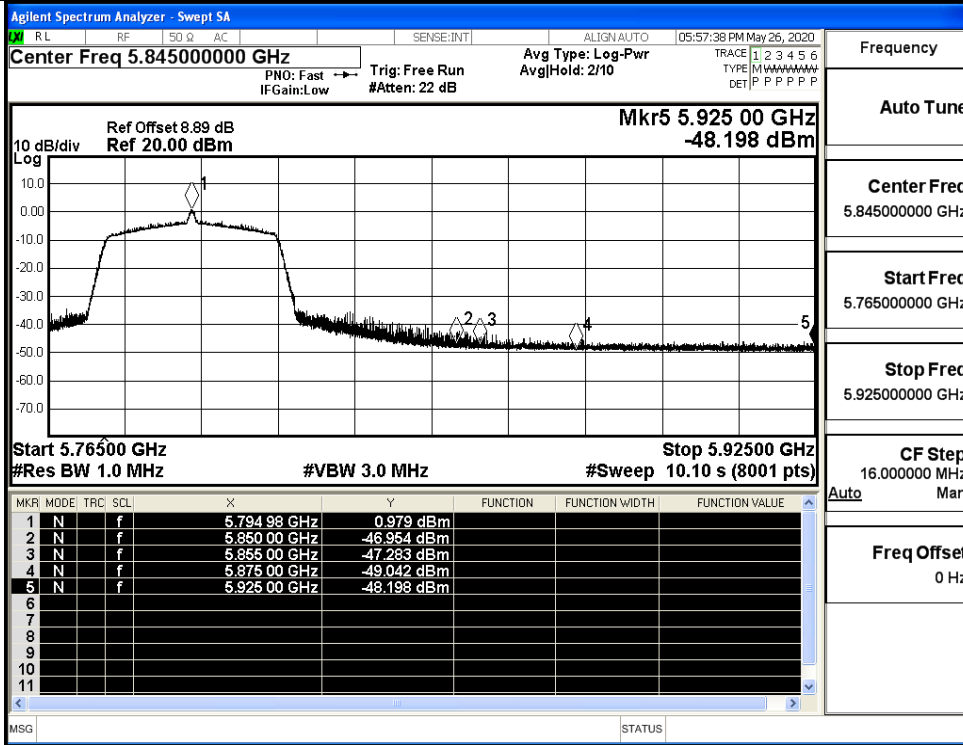 Agilent Spectrum Analyzer - Swept SA
LXI RL RF 50 Ω AC SENSE:INT ALIGN AUTO 05:57:38 PM May 26, 2020
Center Freq 5.845000000 GHz
PNO: Fast
IFGain:Low
Trig: Free Run
#Atten: 22 dB
Avg Type: Log-Pwr
Avg|Hold: 2/10
TRACE 1 2 3 4 5 6
TYPE M WWWWW
DET P P P P P P
Mkr5 5.925 00 GHz
-48.198 dBm
Ref Offset 8.89 dB
10 dB/div Ref 20.00 dBm
Log
10.0
0.00
-10.0
-20.0
-30.0
-40.0
-50.0
-60.0
-70.0
1
2
3
4
5
Start 5.76500 GHz Stop 5.92500 GHz
#Res BW 1.0 MHz #VBW 3.0 MHz #Sweep 10.10 s (8001 pts)
MKR MODE TRC SCL X Y FUNCTION FUNCTION WIDTH FUNCTION VALUE
1 N f 5.794 98 GHz 0.979 dBm
2 N f 5.850 00 GHz -46.954 dBm
3 N f 5.855 00 GHz -47.283 dBm
4 N f 5.875 00 GHz -49.042 dBm
5 N f 5.925 00 GHz -48.198 dBm
6
7
8
9
10
11
MSG STATUS
Frequency
Auto Tune
Center Freq
5.845000000 GHz
Start Freq
5.765000000 GHz
Stop Freq
5.925000000 GHz
CF Step
16.000000 MHz
Auto Man
Freq Offset
0 Hz